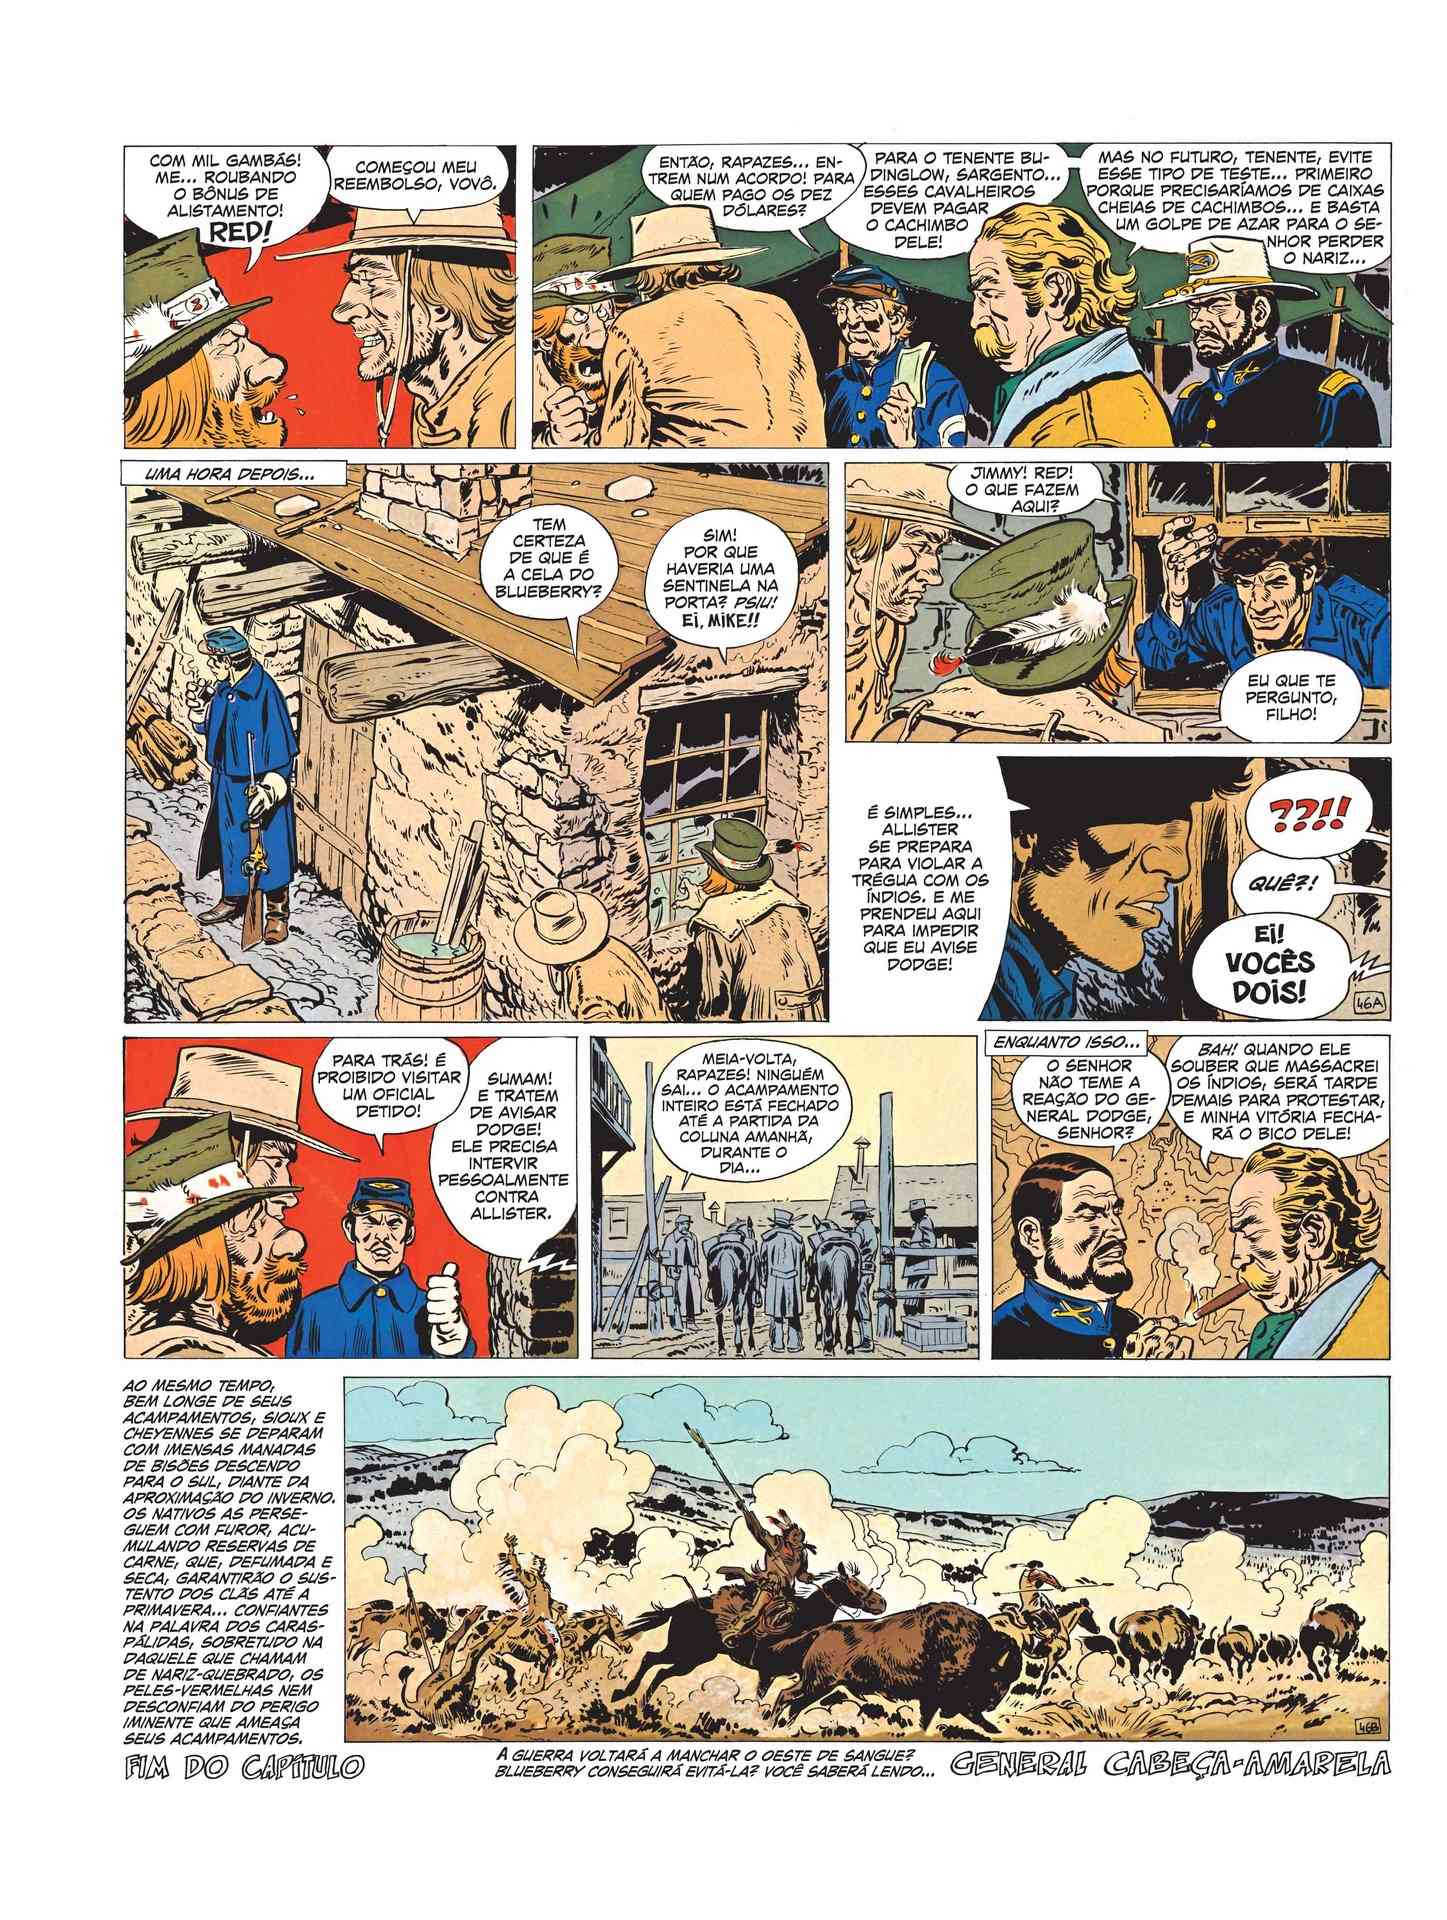 COM MIL GAMBÁS!
ME... ROUBANDO
O BÔNUS DE
ALISTAMENTO!
RED!
COMEÇOU MEU
REEMBOLSO, VOVÔ.
ENTÃO, RAPAZES... EN-
TREM NUM ACORDO! PARA
QUEM PAGO OS DEZ
DÓLARES?
PARA O TENENTE BU-
DINGLOW, SARGENTO...
ESSES CAVALHEIROS
DEVEM PAGAR
O CACHIMBO
DELE!
MAS NO FUTURO, TENENTE, EVITE
ESSE TIPO DE TESTE... PRIMEIRO
PORQUE PRECISARÍAMOS DE CAIXAS
CHEIAS DE CACHIMBOS... E BASTA
UM GOLPE DE AZAR PARA O SE-
NHOR PERDER
O NARIZ...
UMA HORA DEPOIS...
TEM
CERTEZA
DE QUE É
A CELA DO
BLUEBERRY?
SIM!
POR QUE
HAVERIA UMA
SENTINELA NA
PORTA? PSIU!
EI, MIKE!!
JIMMY! RED!
O QUE FAZEM
AQUI?
EU QUE TE
PERGUNTO,
FILHO!
É SIMPLES...
ALLISTER
SE PREPARA
PARA VIOLAR A
TRÉGUA COM OS
ÍNDIOS. E ME
PRENDEU AQUI
PARA IMPEDIR
QUE EU AVISE
DODGE!
??!!
QUÊ?!
EI!
VOCÊS
DOIS!
46A
PARA TRÁS! É
PROIBIDO VISITAR
UM OFICIAL
DETIDO!
SUMAM!
E TRATEM
DE AVISAR
DODGE!
ELE PRECISA
INTERVIR
PESSOALMENTE
CONTRA
ALLISTER.
MEIA-VOLTA,
RAPAZES! NINGUÉM
SAI... O ACAMPAMENTO
INTEIRO ESTÁ FECHADO
ATÉ A PARTIDA DA
COLUNA AMANHÃ,
DURANTE O
DIA...
ENQUANTO ISSO...
O SENHOR
NÃO TEME A
REAÇÃO DO GE-
NERAL DODGE,
SENHOR?
BAH! QUANDO ELE
SOUBER QUE MASSACREI
OS ÍNDIOS, SERÁ TARDE
DEMAIS PARA PROTESTAR,
E MINHA VITÓRIA FECHA-
RÁ O BICO DELE!
AO MESMO TEMPO,
BEM LONGE DE SEUS
ACAMPAMENTOS, SIOUX E
CHEYENNES SE DEPARAM
COM IMENSAS MANADAS
DE BISÕES DESCENDO
PARA O SUL, DIANTE DA
APROXIMAÇÃO DO INVERNO.
OS NATIVOS AS PERSE-
GUEM COM FUROR, ACU-
MULANDO RESERVAS DE
CARNE, QUE, DEFUMADA E
SECA, GARANTIRÃO O SUS-
TENTO DOS CLÃS ATÉ A
PRIMAVERA... CONFIANTES
NA PALAVRA DOS CARAS-
PÁLIDAS, SOBRETUDO NA
DAQUELE QUE CHAMAM
DE NARIZ-QUEBRADO, OS
PELES-VERMELHAS NEM
DESCONFIAM DO PERIGO
IMINENTE QUE AMEAÇA
SEUS ACAMPAMENTOS.
46B
FIM DO CAPÍTULO
A GUERRA VOLTARÁ A MANCHAR O OESTE DE SANGUE?
BLUEBERRY CONSEGUIRÁ EVITÁ-LA? VOCÊ SABERÁ LENDO...
GENERAL CABEÇA-AMARELA